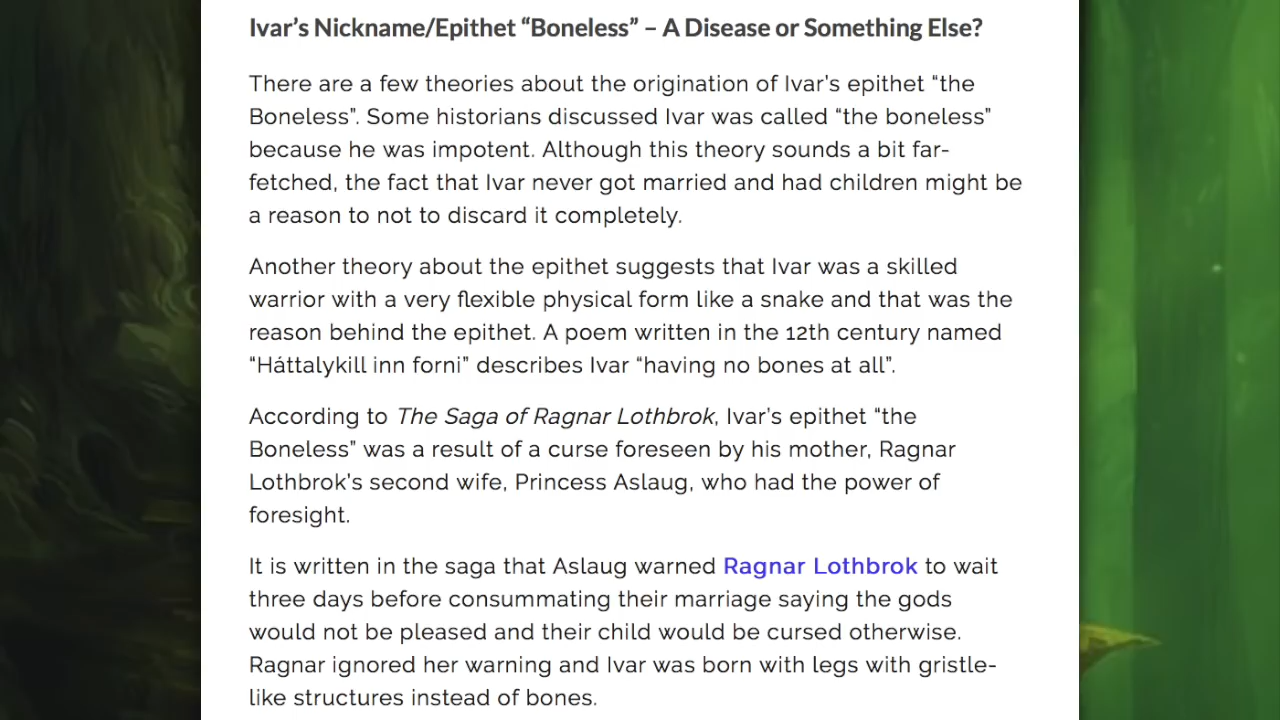 Ivar’s Nickname/Epithet “Boneless” – A Disease or Something Else?
There are a few theories about the origination of Ivar's epithet “the
Boneless”. Some historians discussed Ivar was called “the boneless”
because he was impotent. Although this theory sounds a bit far-
fetched, the fact that Ivar never got married and had children might be
a reason to not to discard it completely.
Another theory about the epithet suggests that Ivar was a skilled
warrior with a very flexible physical form like a snake and that was the
reason behind the epithet. A poem written in the 12th century named
“Háttalykill inn forni” describes Ivar “having no bones at all”.
According to The Saga of Ragnar Lothbrok, Ivar’s epithet “the
Boneless” was a result of a curse foreseen by his mother, Ragnar
Lothbrok’s second wife, Princess Aslaug, who had the power of
foresight.
It is written in the saga that Aslaug warned Ragnar Lothbrok to wait
three days before consummating their marriage saying the gods
would not be pleased and their child would be cursed otherwise.
Ragnar ignored her warning and Ivar was born with legs with gristle-
like structures instead of bones.